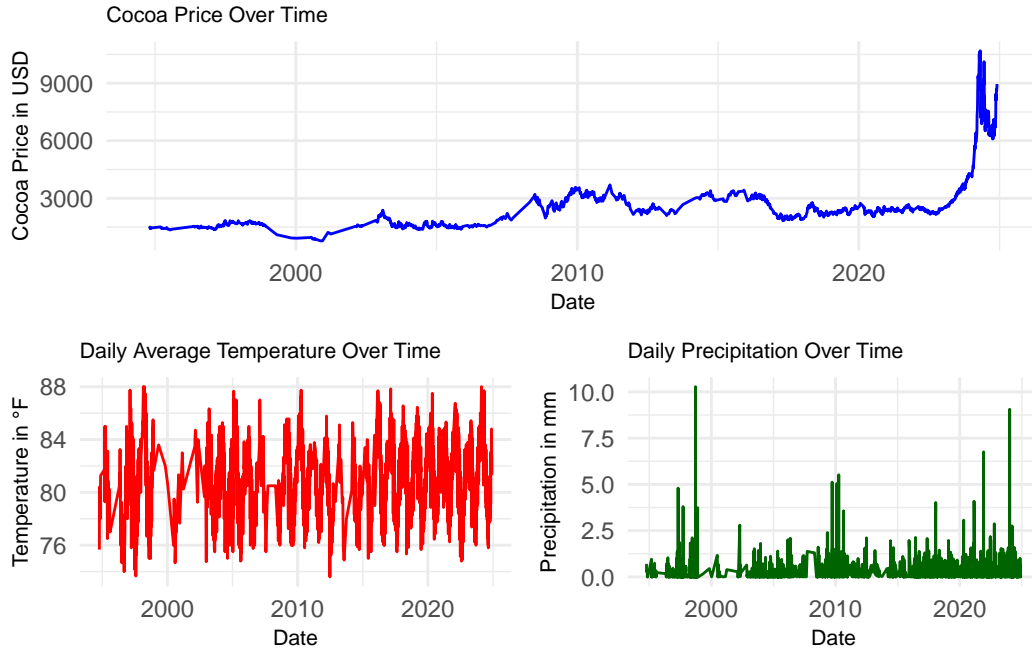 Cocoa Price Over Time
Cocoa Price in USD
9000
6000
3000
2000
2010
2020
Date
Daily Average Temperature Over Time
Temperature in °F
88
84
80
76
2000
2010
2020
Date
Daily Precipitation Over Time
Precipitation in mm
10.0
7.5
5.0
2.5
0.0
2000
2010
2020
Date